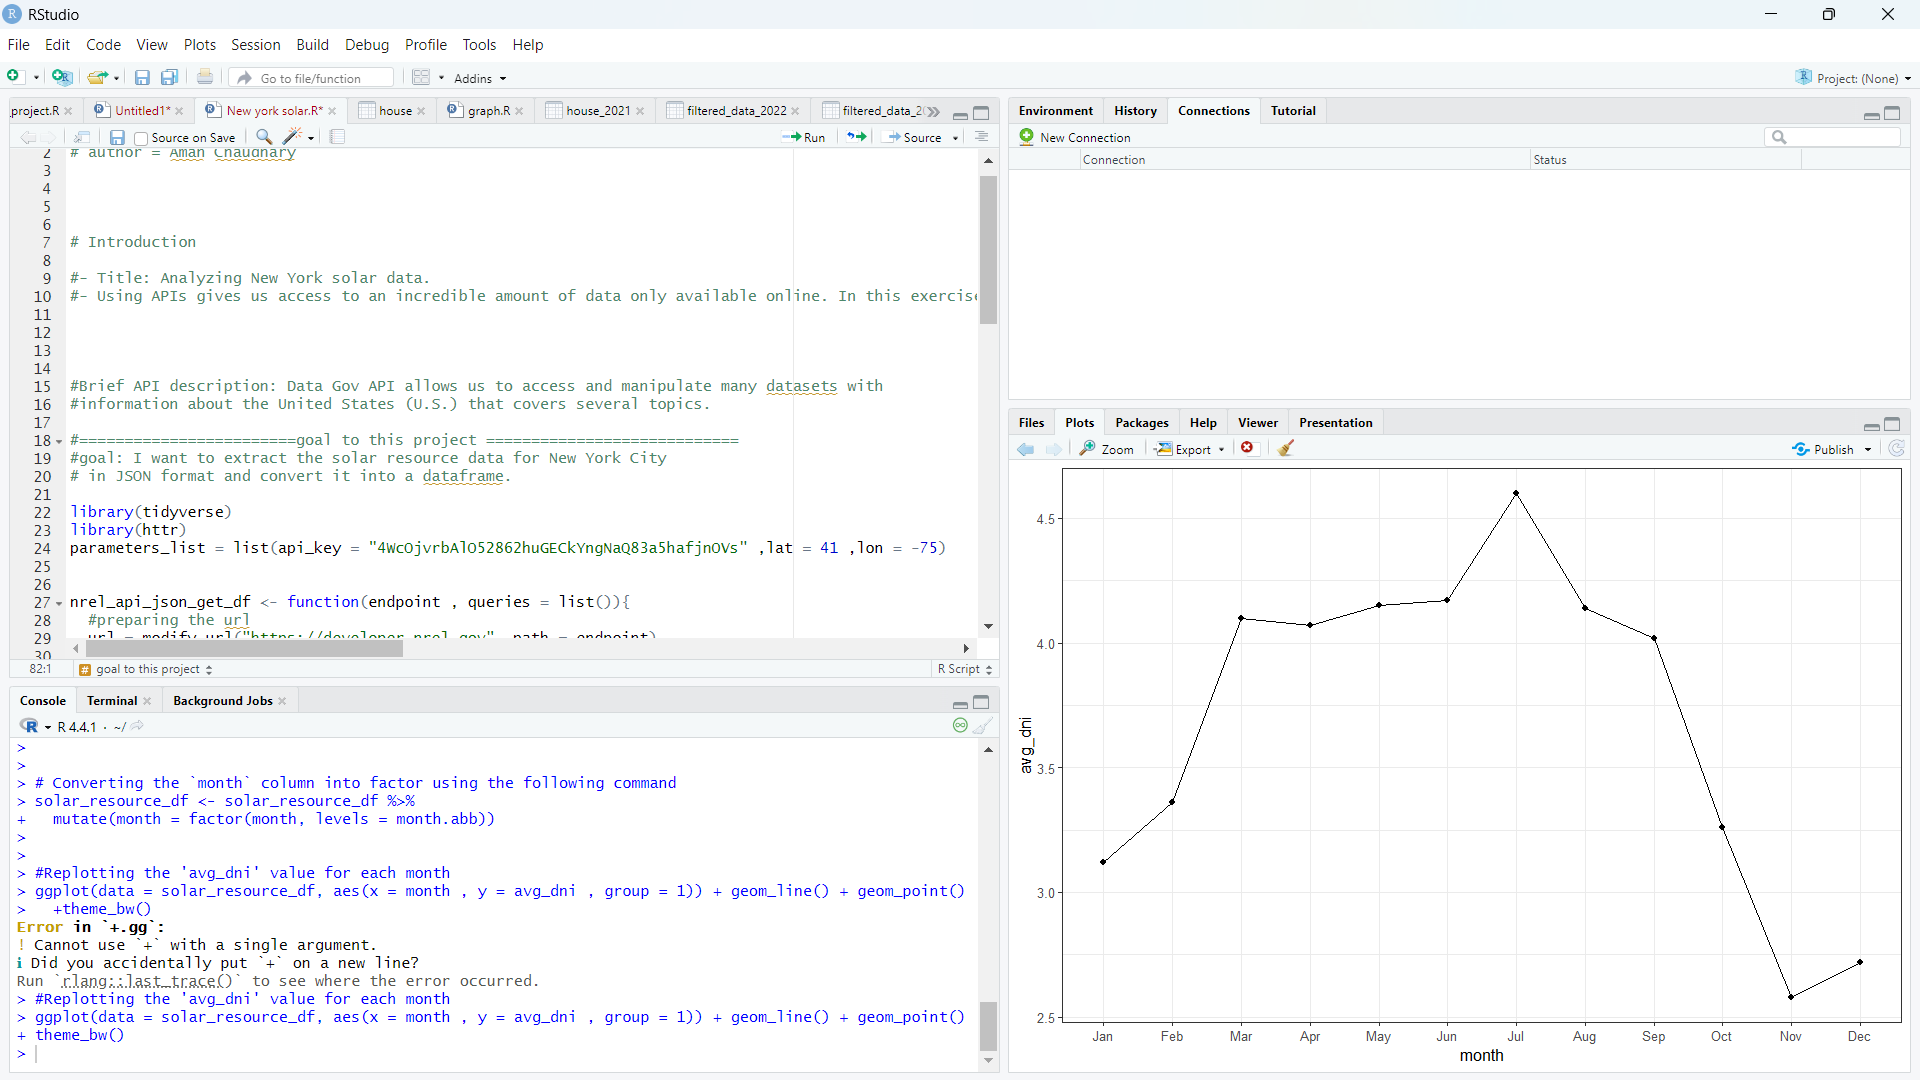 RStudio
File Edit Code View Plots Session Build Debug Profile Tools Help
Go to file/function Addins Project: (None)
project.R Untitled1* New york solar.R* house graph.R house_2021 filtered_data_2022 filtered_data_2
Source on Save Run Source
2 # author = Aman Chaudhary
3
4
5
6
7 # Introduction
8
9 #- Title: Analyzing New York solar data.
10 #- Using APIs gives us access to an incredible amount of data only available online. In this exercise
11
12
13
14
15 #Brief API description: Data Gov API allows us to access and manipulate many datasets with
16 #information about the United States (U.S.) that covers several topics.
17
18 #========================goal to this project ============================
19 #goal: I want to extract the solar resource data for New York City
20 # in JSON format and convert it into a dataframe.
21
22 library(tidyverse)
23 library(httr)
24 parameters_list = list(api_key = "4WcOjvrbAlO52862huGECkYngNaQ83a5hafjnOVs" ,lat = 41 ,lon = -75)
25
26
27 nrel_api_json_get_df <- function(endpoint , queries = list()){
28 #preparing the url
29 url = modify_url("https://developer.nrel.gov", path = endpoint)
30
82:1 goal to this project R Script
Console Terminal Background Jobs
R R 4.4.1 · ~/
>
>
> # Converting the `month` column into factor using the following command
> solar_resource_df <- solar_resource_df %>%
+ mutate(month = factor(month, levels = month.abb))
>
>
> #Replotting the 'avg_dni' value for each month
> ggplot(data = solar_resource_df, aes(x = month , y = avg_dni , group = 1)) + geom_line() + geom_point()
> +theme_bw()
Error in `+.gg`:
! Cannot use `+` with a single argument.
i Did you accidentally put `+` on a new line?
Run `rlang::last_trace()` to see where the error occurred.
> #Replotting the 'avg_dni' value for each month
> ggplot(data = solar_resource_df, aes(x = month , y = avg_dni , group = 1)) + geom_line() + geom_point()
+ theme_bw()
>
Environment History Connections Tutorial
New Connection
Connection Status
Files Plots Packages Help Viewer Presentation
Zoom Export Publish
4.5
4.0
3.5
3.0
2.5
avg_dni
Jan Feb Mar Apr May Jun Jul Aug Sep Oct Nov Dec
month